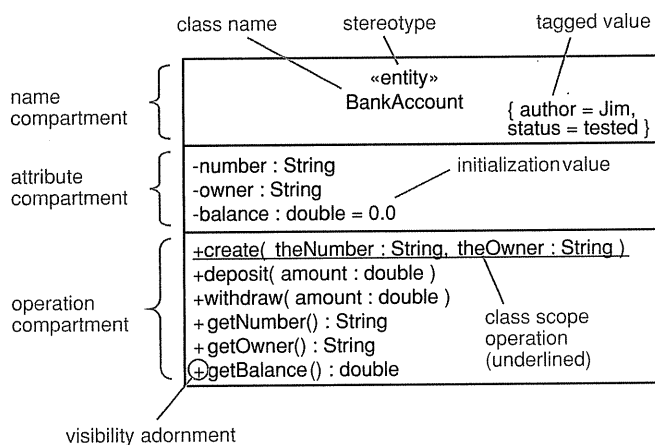 class name
stereotype
tagged value
name
compartment
«entity»
BankAccount
{ author = Jim,
status = tested }
attribute
compartment
-number : String
-owner : String
-balance : double = 0.0
initialization value
operation
compartment
+create( theNumber : String, theOwner : String )
+deposit( amount : double )
+withdraw( amount : double )
+getNumber() : String
+getOwner() : String
+getBalance() : double
class scope
operation
(underlined)
visibility adornment